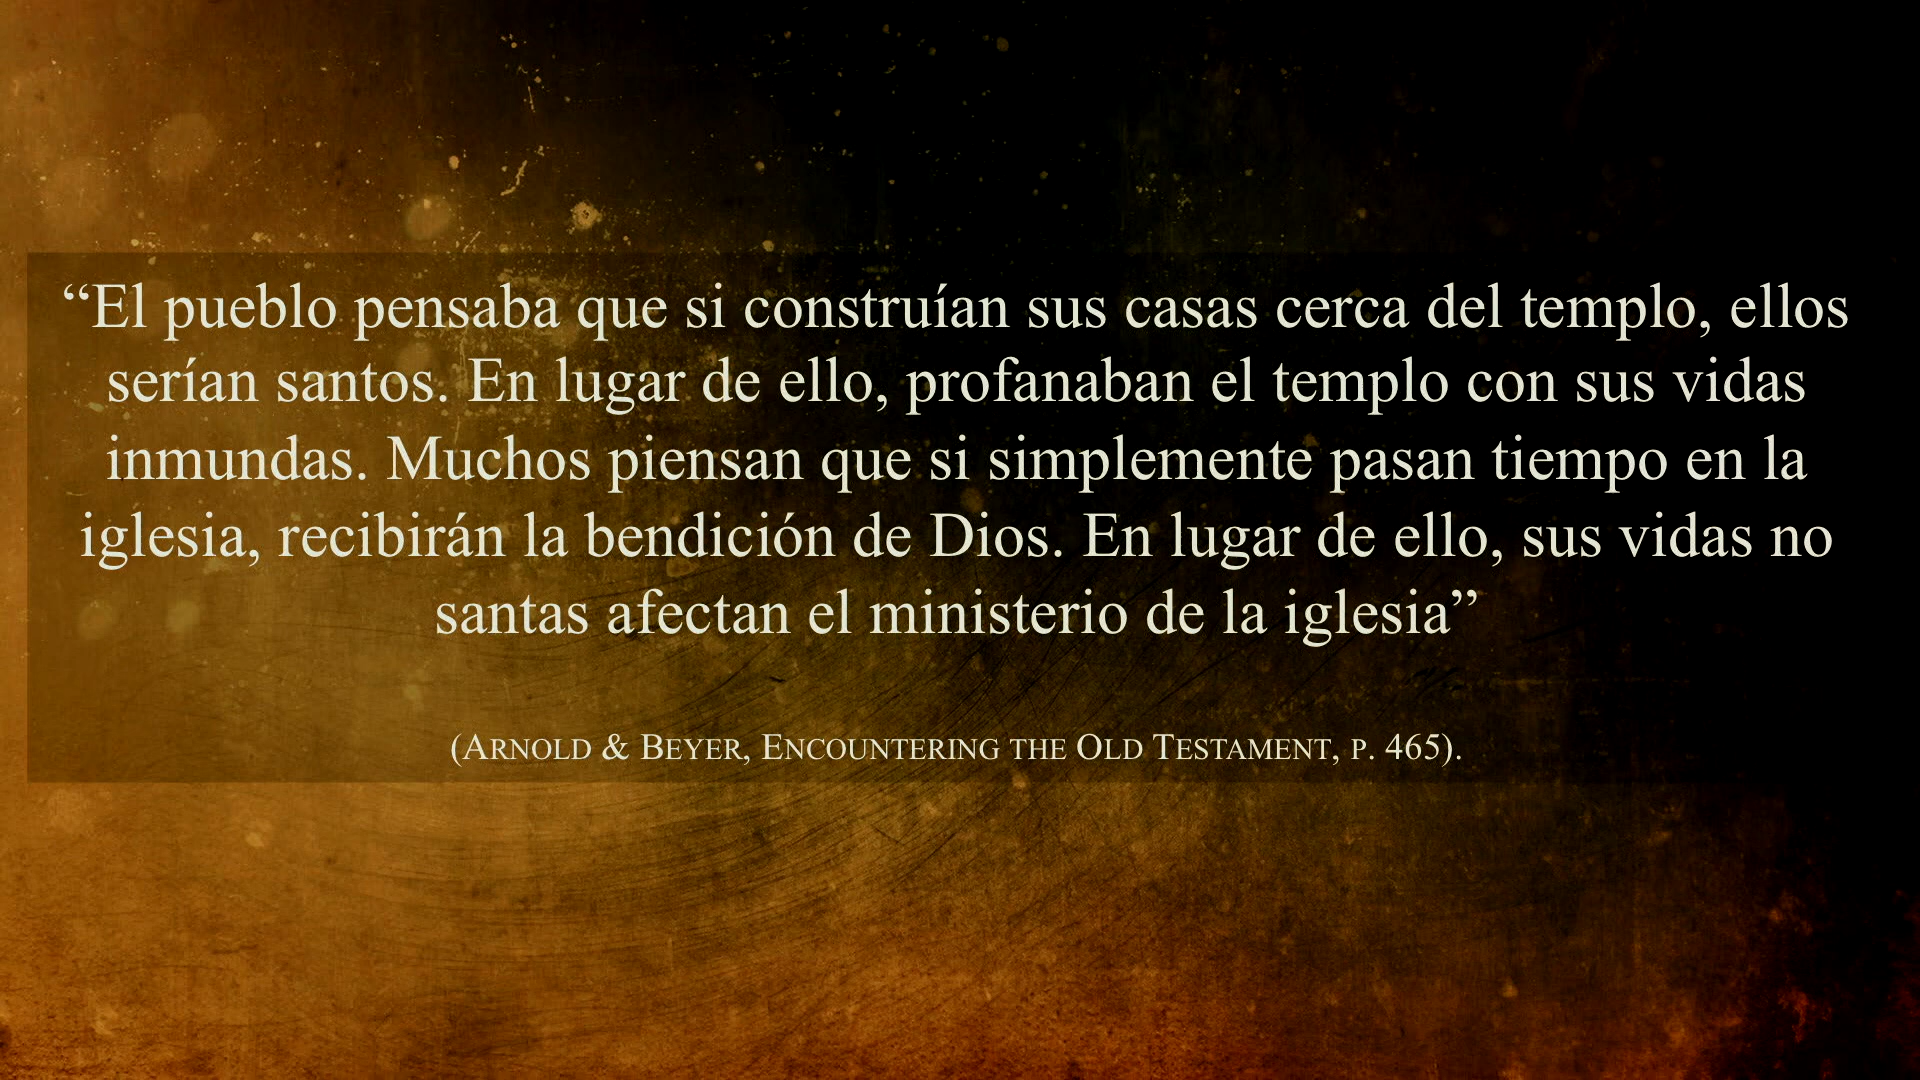 “El pueblo pensaba que si construían sus casas cerca del templo, ellos
serían santos. En lugar de ello, profanaban el templo con sus vidas
inmundas. Muchos piensan que si simplemente pasan tiempo en la
iglesia, recibirán la bendición de Dios. En lugar de ello, sus vidas no
santas afectan el ministerio de la iglesia”
(Arnold & Beyer, Encountering the Old Testament, p. 465).